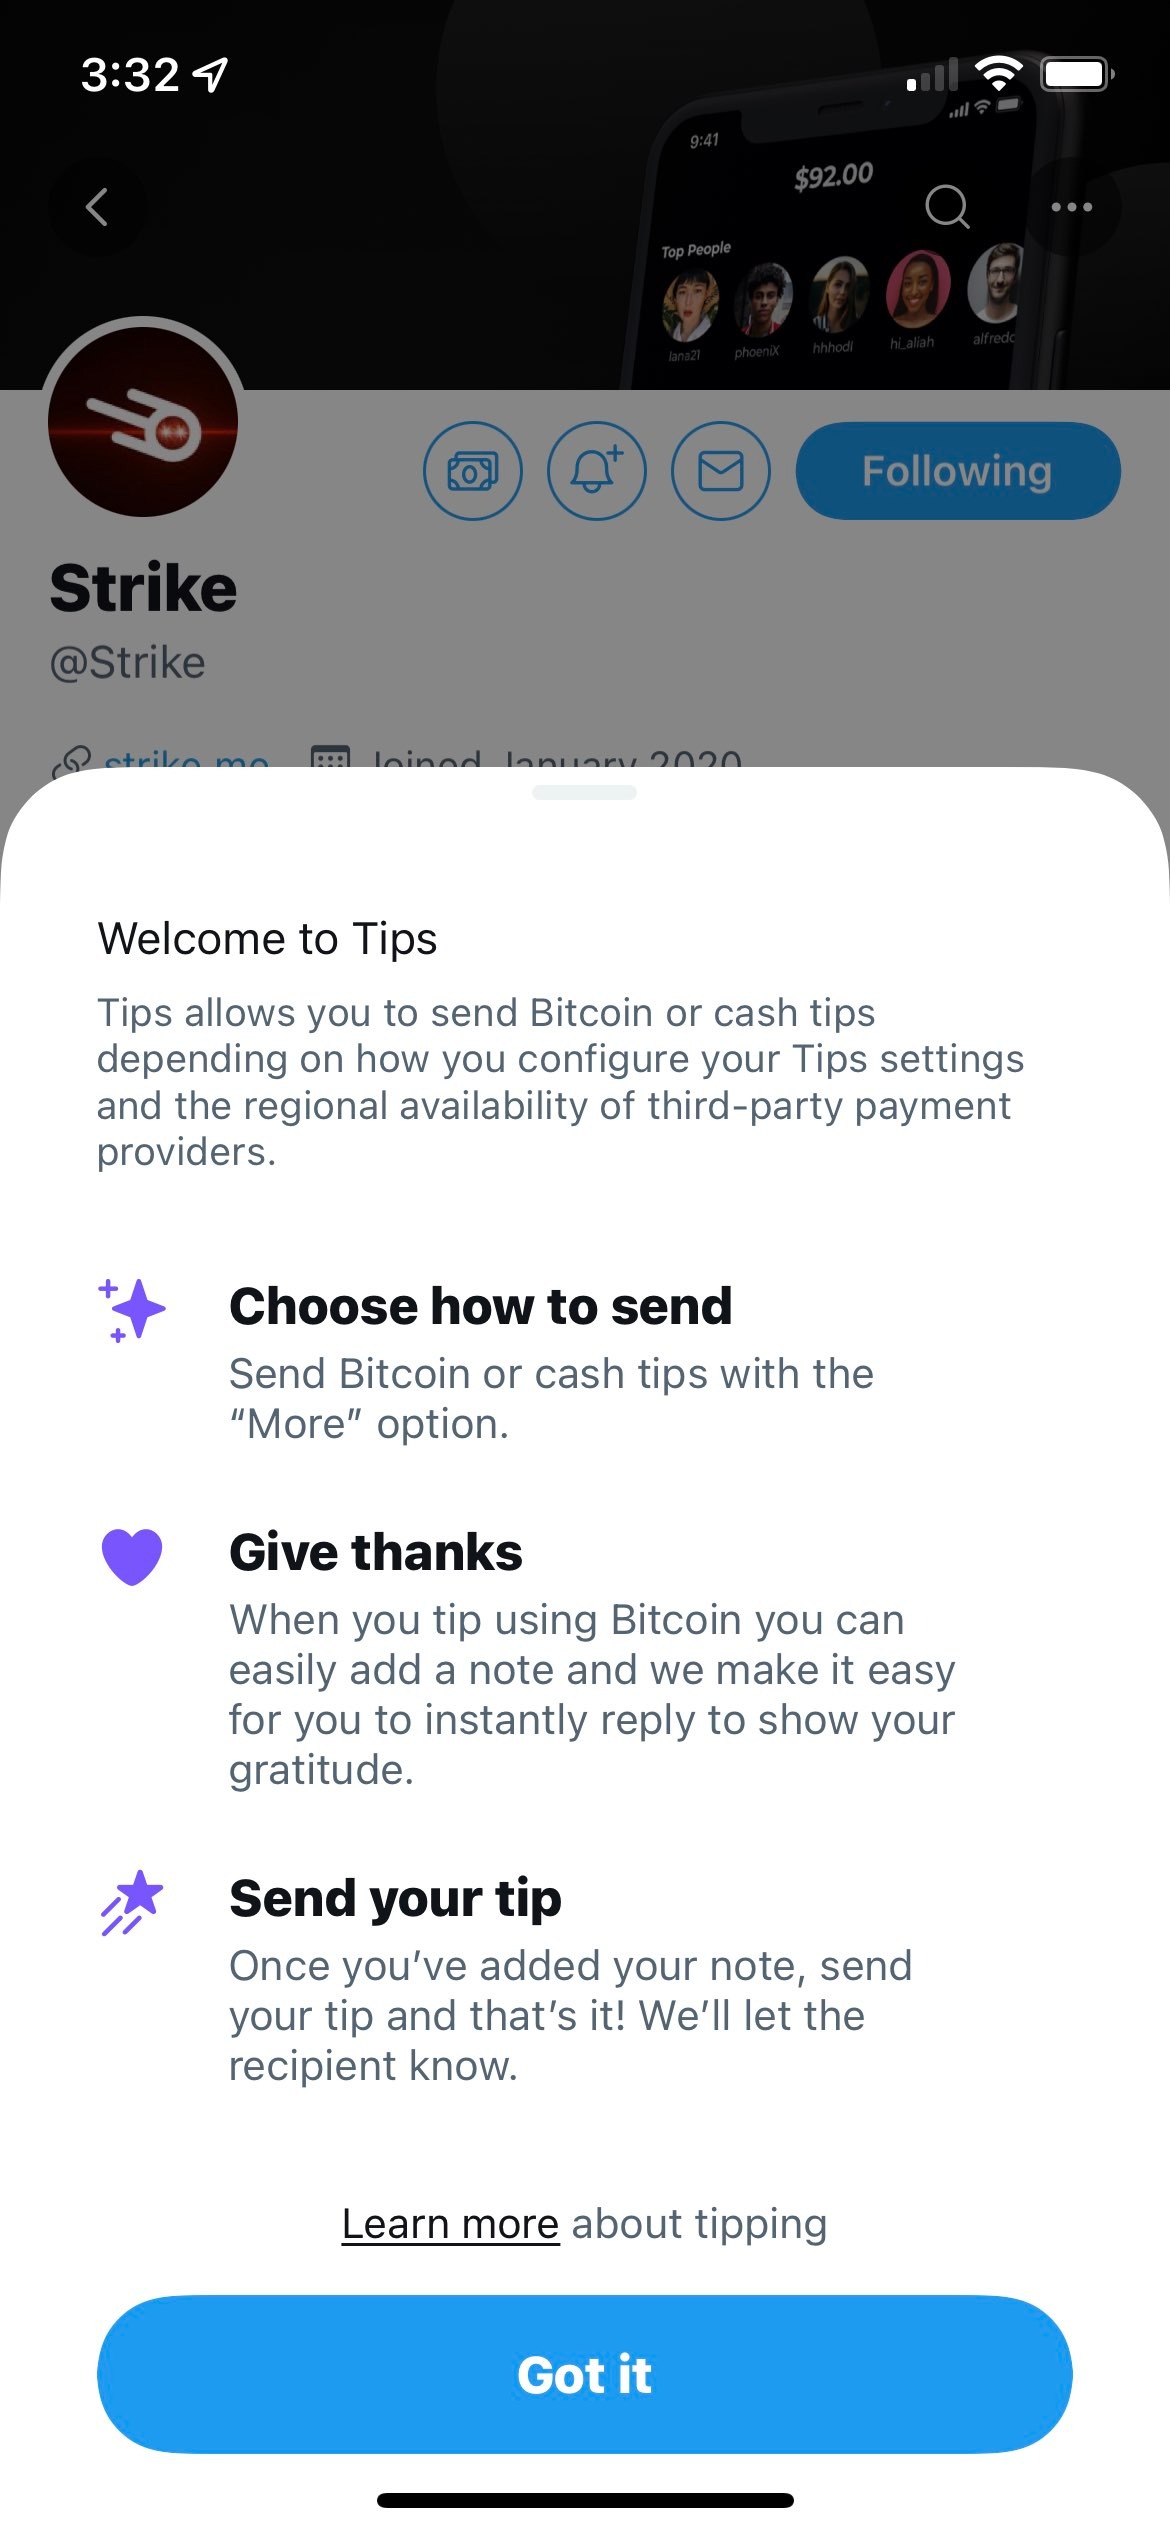 3:32
9:41
$92.00
Top People
lana21
phoeniX
hhhodl
hi_aliah
alfredo
Following
Strike
@Strike
strike.me Joined January 2020
Welcome to Tips
Tips allows you to send Bitcoin or cash tips
depending on how you configure your Tips settings
and the regional availability of third-party payment
providers.
Choose how to send
Send Bitcoin or cash tips with the
“More” option.
Give thanks
When you tip using Bitcoin you can
easily add a note and we make it easy
for you to instantly reply to show your
gratitude.
Send your tip
Once you’ve added your note, send
your tip and that’s it! We’ll let the
recipient know.
Learn more about tipping
Got it